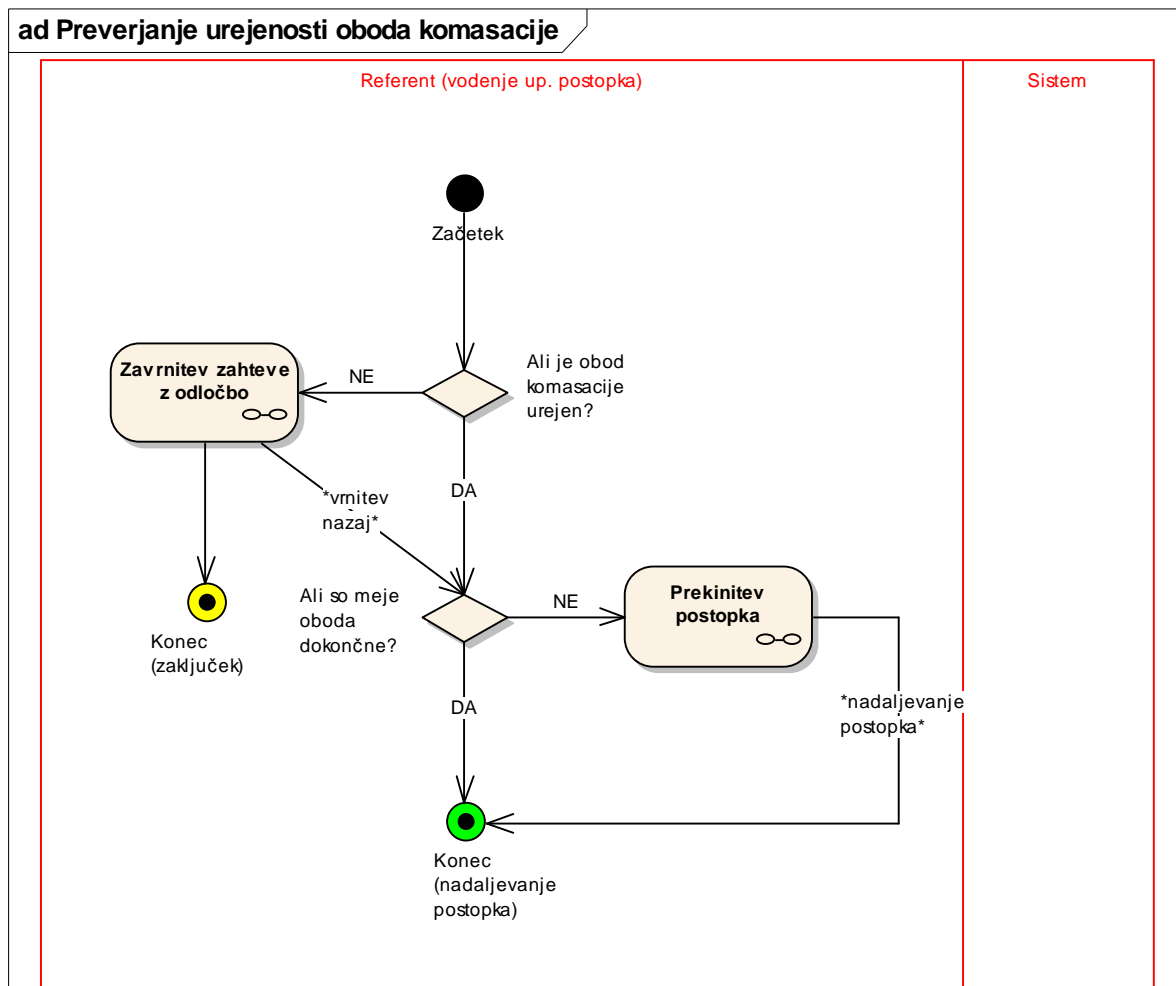 ad Preverjanje urejenosti oboda komasacije
Referent (vodenje up. postopka)
Sistem
Začetek
Zavrnitev zahteve
z odločbo
NE
Ali je obod
komasacije
urejen?
*vrnitev
nazaj*
DA
Ali so meje
oboda
dokončne?
NE
Prekinitev
postopka
Konec
(zaključek)
DA
*nadaljevanje
postopka*
Konec
(nadaljevanje
postopka)